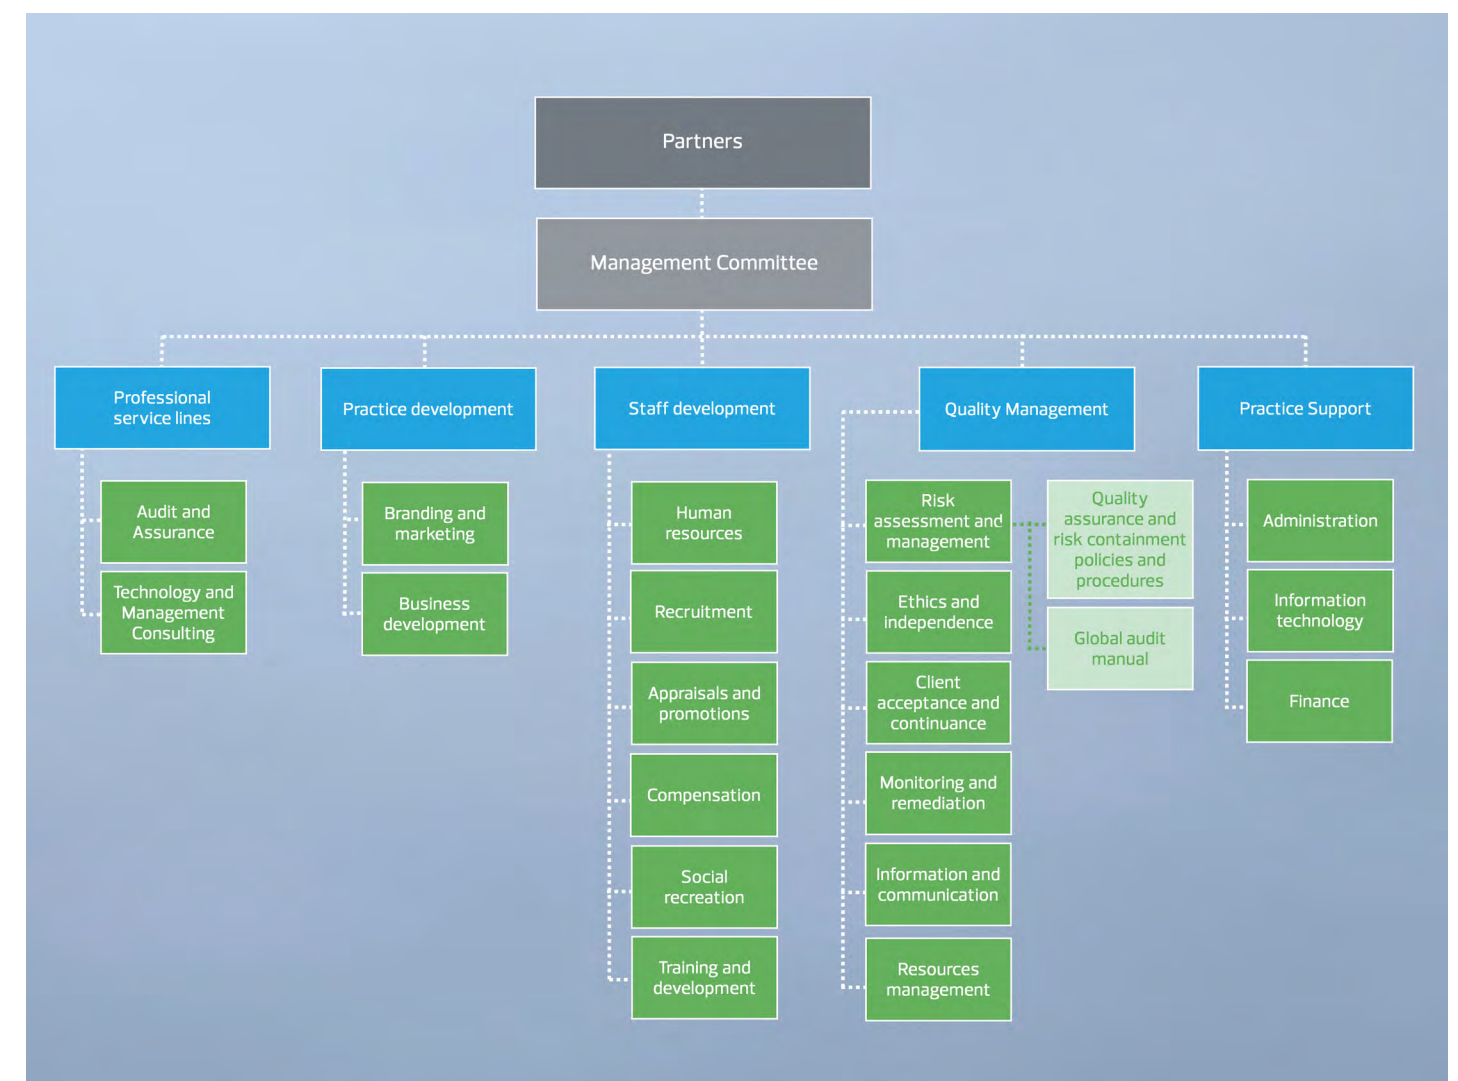 Partners
Management Committee
Professional
service lines
Practice development
Staff development
Quality Management
Practice Support
Audit and
Assurance
Technology and
Management
Consulting
Branding and
marketing
Business
development
Human
resources
Recruitment
Appraisals and
promotions
Compensation
Social
recreation
Training and
development
Risk
assessment and
management
Ethics and
independence
Client
acceptance and
continuance
Monitoring and
remediation
Information and
communication
Resources
management
Quality
assurance and
risk containment
policies and
procedures
Global audit
manual
Administration
Information
technology
Finance